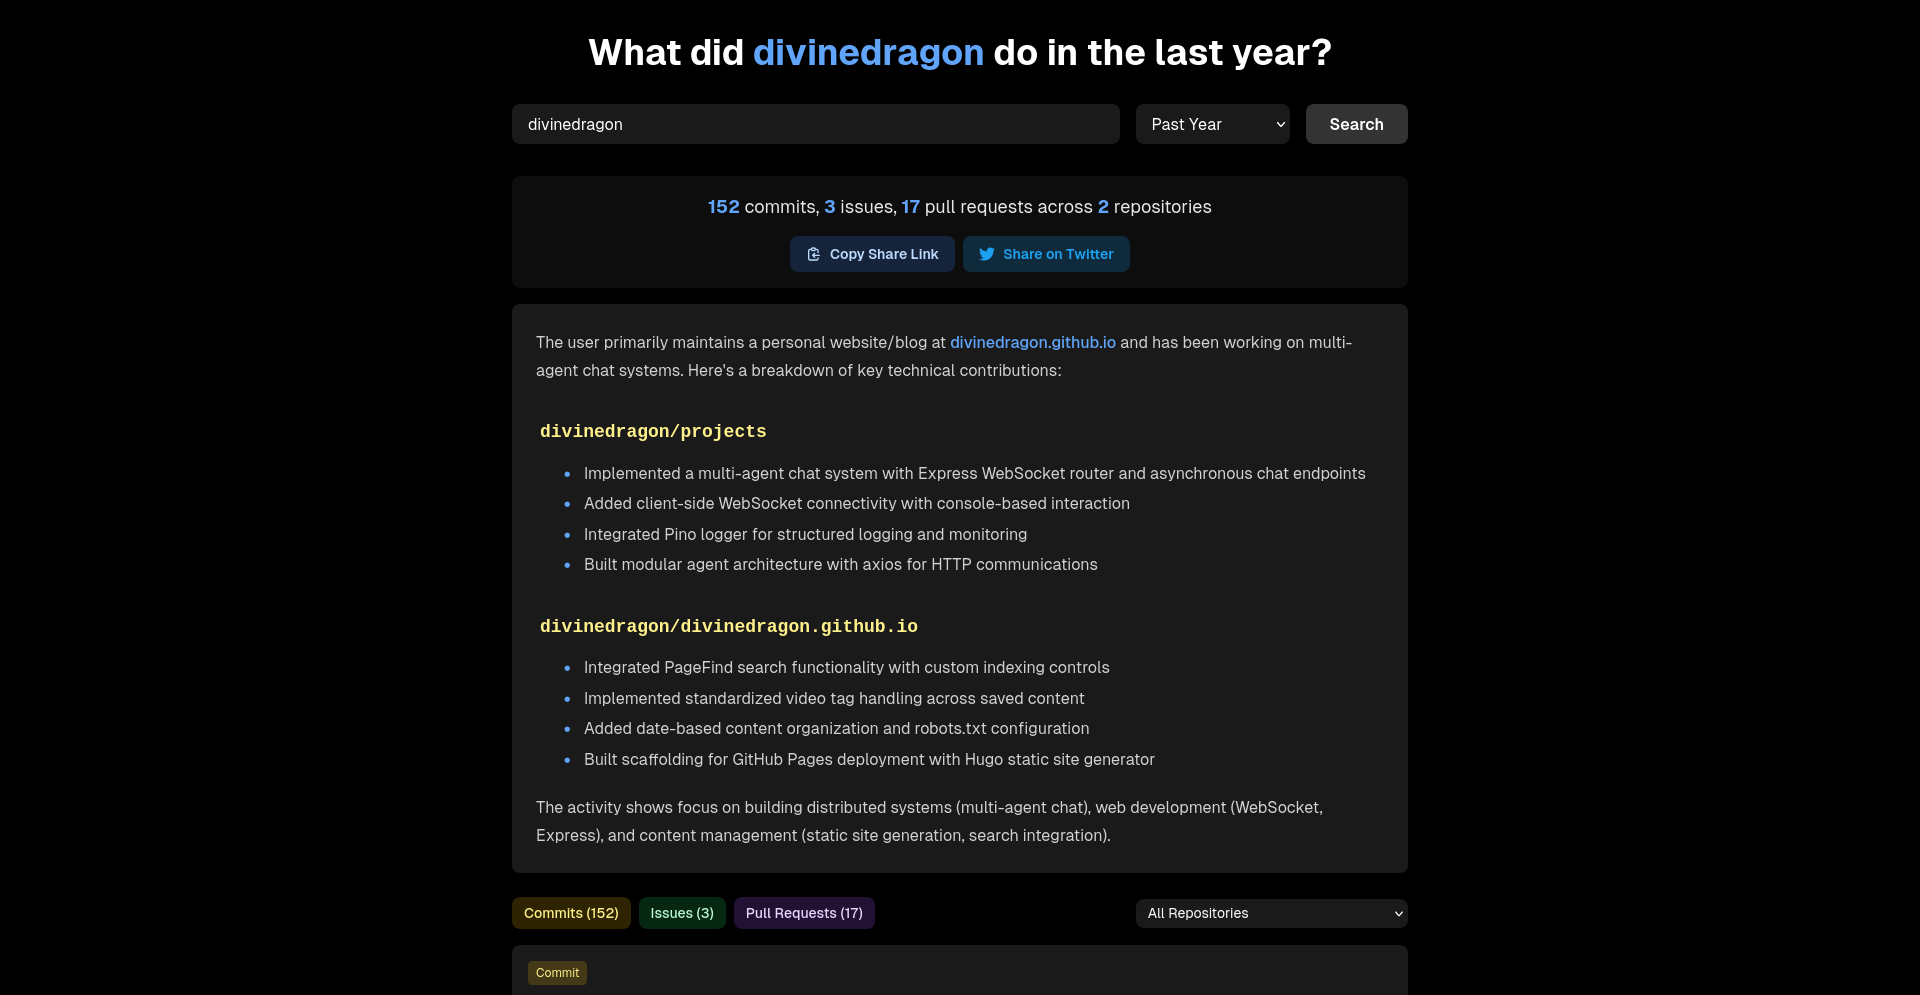 What did divinedragon do in the last year?
divinedragon
Past Year
Search
152 commits, 3 issues, 17 pull requests across 2 repositories
Copy Share Link
Share on Twitter
The user primarily maintains a personal website/blog at divinedragon.github.io and has been working on multi-
agent chat systems. Here's a breakdown of key technical contributions:
divinedragon/projects
• Implemented a multi-agent chat system with Express WebSocket router and asynchronous chat endpoints
• Added client-side WebSocket connectivity with console-based interaction
• Integrated Pino logger for structured logging and monitoring
• Built modular agent architecture with axios for HTTP communications
divinedragon/divinedragon.github.io
• Integrated PageFind search functionality with custom indexing controls
• Implemented standardized video tag handling across saved content
• Added date-based content organization and robots.txt configuration
• Built scaffolding for GitHub Pages deployment with Hugo static site generator
The activity shows focus on building distributed systems (multi-agent chat), web development (WebSocket,
Express), and content management (static site generation, search integration).
Commits (152)
Issues (3)
Pull Requests (17)
All Repositories
Commit